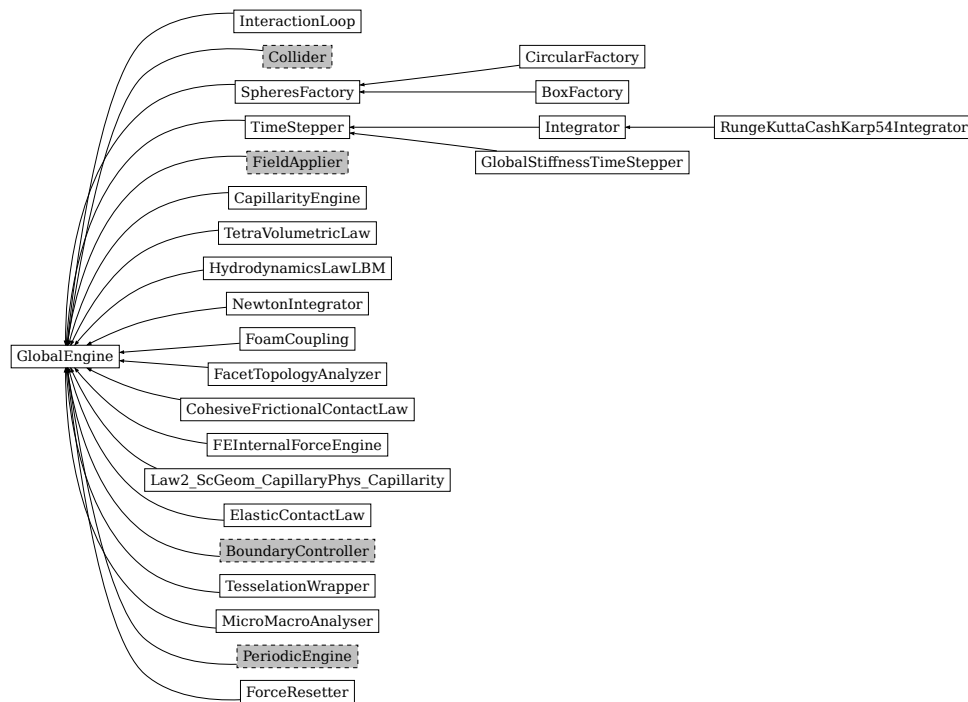 InteractionLoop
Collider
CircularFactory
SpheresFactory
BoxFactory
TimeStepper
Integrator
RungeKuttaCashKarp54Integrator
FieldApplier
GlobalStiffnessTimeStepper
CapillarityEngine
TetraVolumetricLaw
HydrodynamicsLawLBM
NewtonIntegrator
FoamCoupling
GlobalEngine
FacetTopologyAnalyzer
CohesiveFrictionalContactLaw
FEInternalForceEngine
Law2_ScGeom_CapillaryPhys_Capillarity
ElasticContactLaw
BoundaryController
TesselationWrapper
MicroMacroAnalyser
PeriodicEngine
ForceResetter